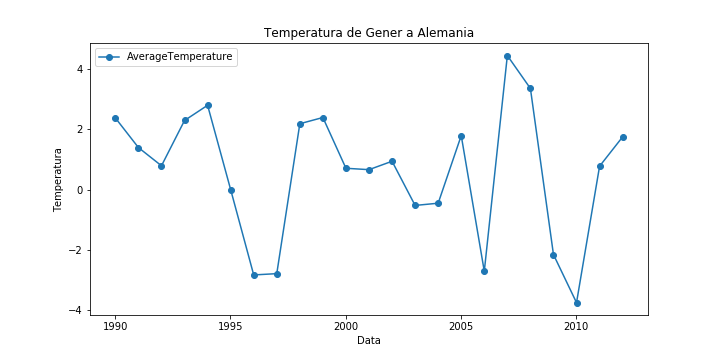 Temperatura de Gener a Alemania
AverageTemperature
Temperatura
4
2
0
−2
−4
1990
1995
2000
2005
2010
Data